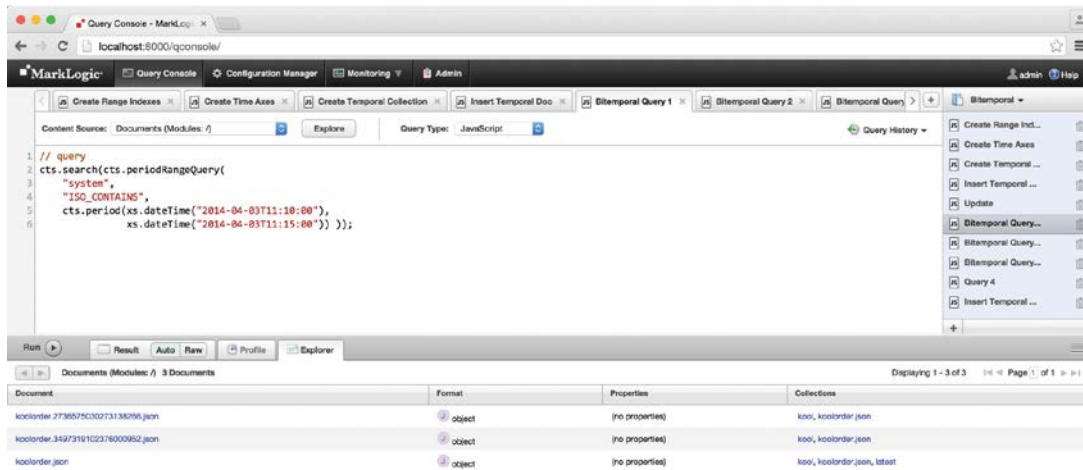 Query Console - MarkLogi
localhost:8000/qconsole/
MarkLogic Query Console Configuration Manager Monitoring Admin admin Help
Create Range Indexes Create Time Axes Create Temporal Collection Insert Temporal Doc Bitemporal Query 1 Bitemporal Query 2 Bitemporal Query Bitemporal
Content Source: Documents (Modules: /) Explore Query Type: JavaScript Query History
1 // query
2 cts.search(cts.periodRangeQuery(
3 "system",
4 "ISO_CONTAINS",
5 cts.period(xs.dateTime("2014-04-03T11:10:00"),
6 xs.dateTime("2014-04-03T11:15:00")) ));
Create Range Ind...
Create Time Axes
Create Temporal ...
Insert Temporal ...
Update
Bitemporal Query...
Bitemporal Query...
Bitemporal Query...
Query 4
Insert Temporal ...
Run Result Auto Raw Profile Explorer
Documents (Modules: /) 3 Documents Displaying 1 - 3 of 3 Page 1 of 1
Document Format Properties Collections
object (no properties) kool, koolorder.json
object (no properties) kool, koolorder.json
koolorder.json object (no properties) kool, koolorder.json, latest